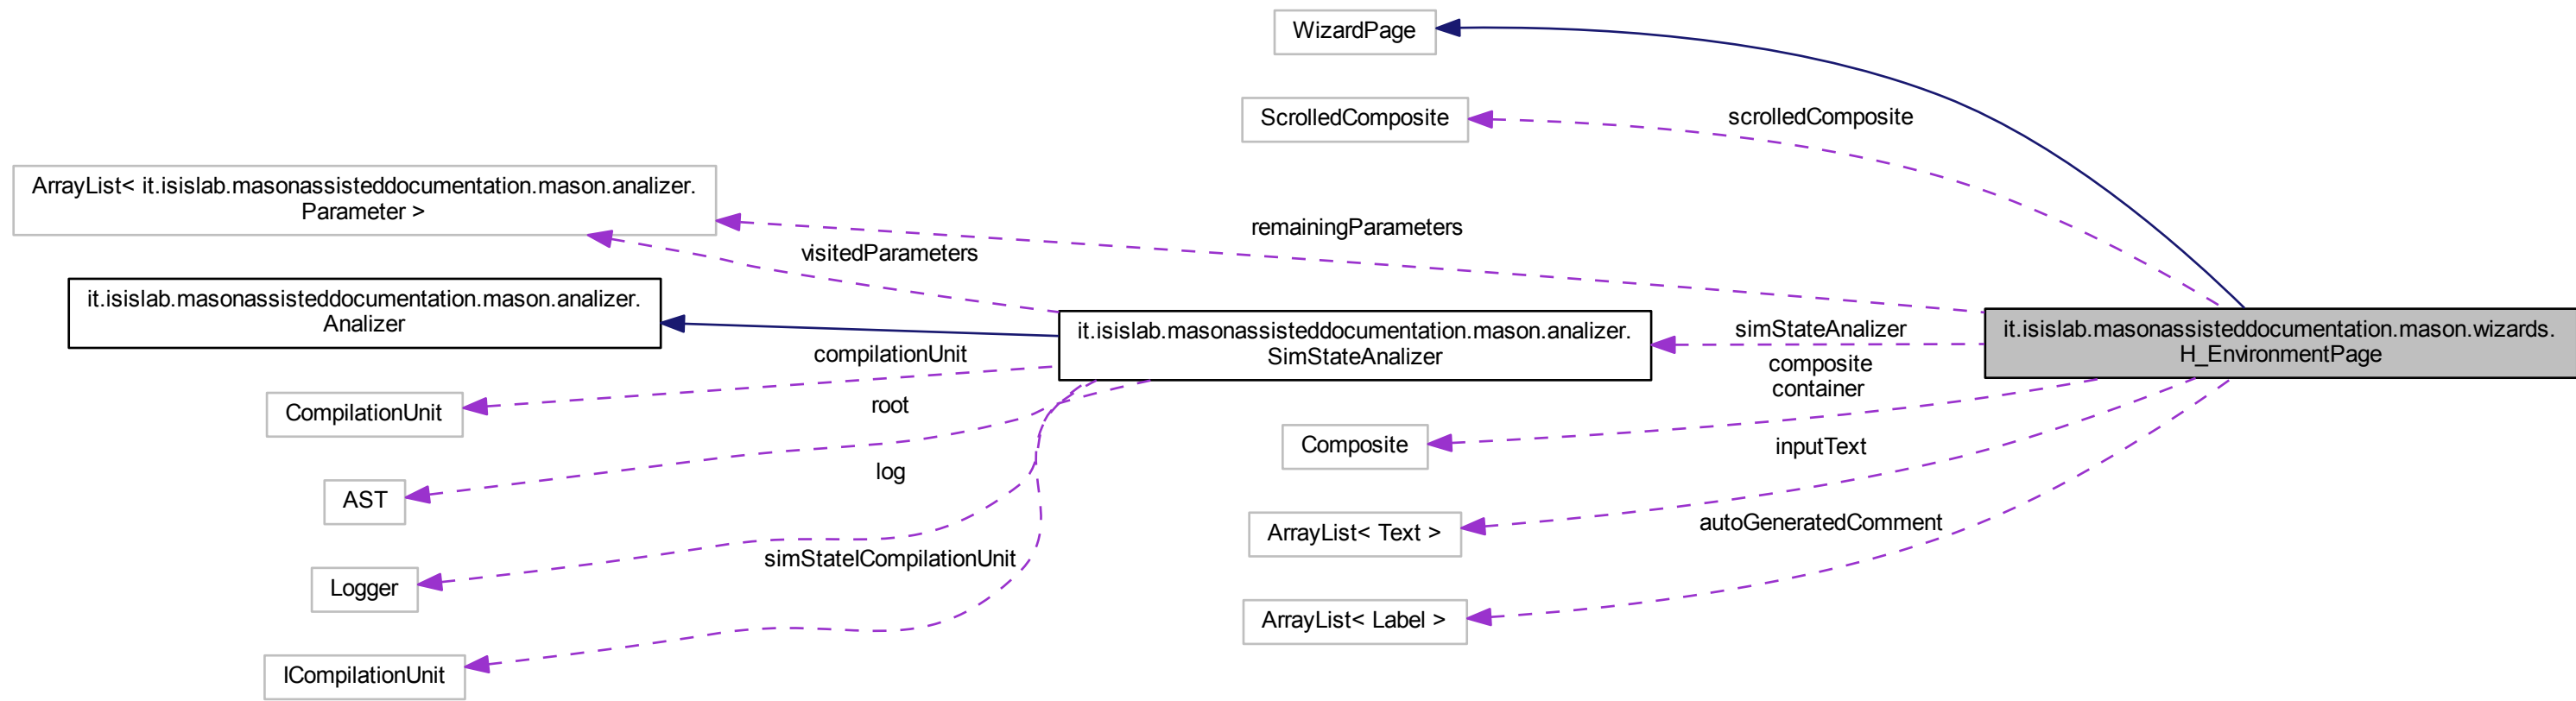 WizardPage
ScrolledComposite
scrolledComposite
ArrayList< it.isislab.masonassisteddocumentation.mason.analizer.
Parameter >
remainingParameters
visitedParameters
it.isislab.masonassisteddocumentation.mason.analizer.
Analizer
it.isislab.masonassisteddocumentation.mason.analizer.
SimStateAnalizer
simStateAnalizer
it.isislab.masonassisteddocumentation.mason.wizards.
H_EnvironmentPage
compilationUnit
composite
container
CompilationUnit
root
Composite
inputText
AST
log
ArrayList< Text >
autoGeneratedComment
simStateICompilationUnit
Logger
ArrayList< Label >
ICompilationUnit